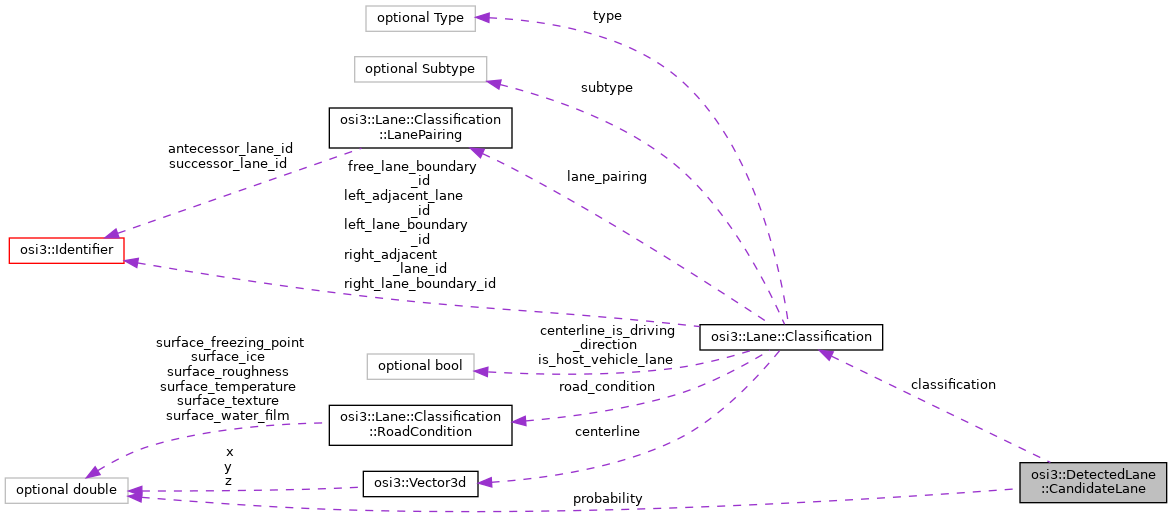 optional Type
type
optional Subtype
subtype
osi3::Lane::Classification
::LanePairing
antecessor_lane_id
successor_lane_id
lane_pairing
free_lane_boundary
_id
left_adjacent_lane
_id
left_lane_boundary
_id
right_adjacent
_lane_id
right_lane_boundary_id
osi3::Identifier
osi3::Lane::Classification
centerline_is_driving
_direction
is_host_vehicle_lane
optional bool
road_condition
surface_freezing_point
surface_ice
surface_roughness
surface_temperature
surface_texture
surface_water_film
osi3::Lane::Classification
::RoadCondition
classification
centerline
x
y
z
optional double
osi3::Vector3d
probability
osi3::DetectedLane
::CandidateLane